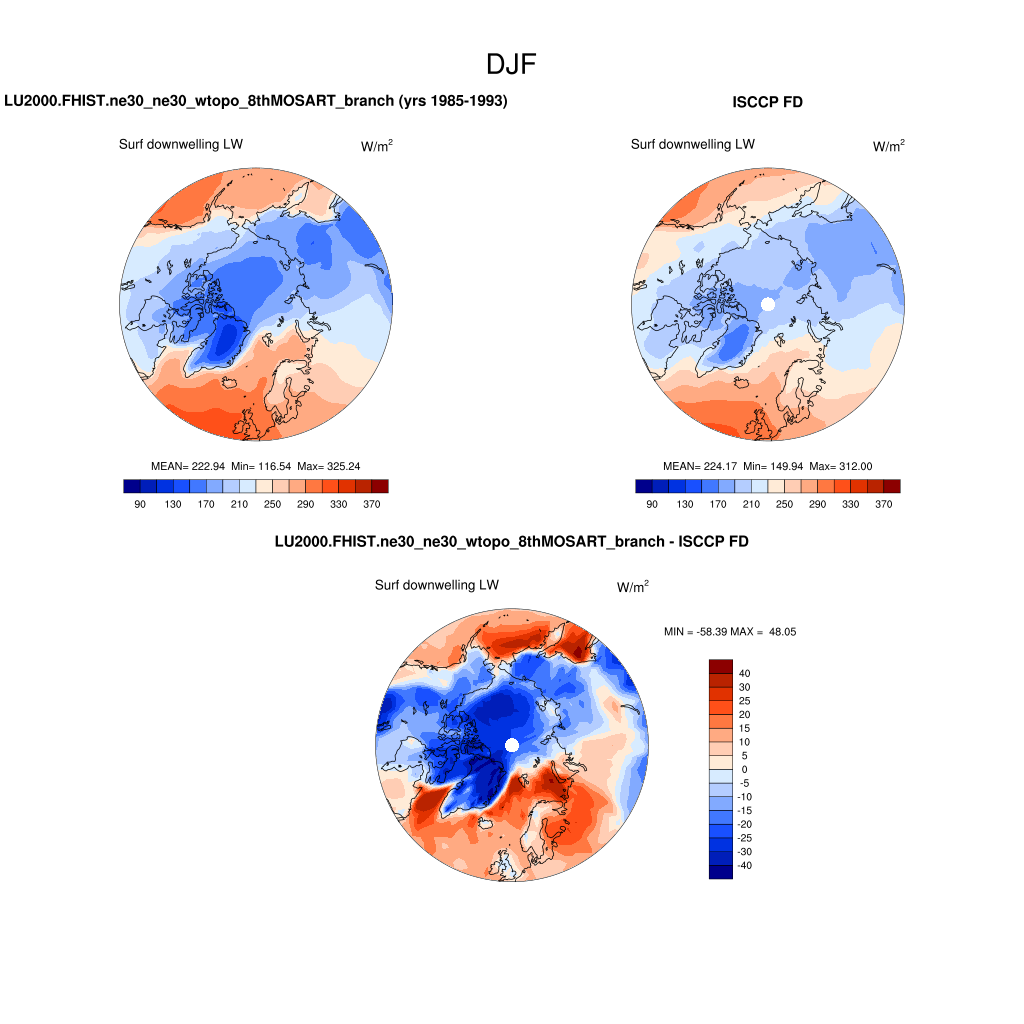 DJF
LU2000.FHIST.ne30_ne30_wtopo_8thMOSART_branch (yrs 1985-1993)
ISCCP FD
Surf downwelling LW
W/m2
Surf downwelling LW
W/m2
MEAN= 222.94 Min= 116.54 Max= 325.24
MEAN= 224.17 Min= 149.94 Max= 312.00
90 130 170 210 250 290 330 370
90 130 170 210 250 290 330 370
LU2000.FHIST.ne30_ne30_wtopo_8thMOSART_branch - ISCCP FD
Surf downwelling LW
W/m2
MIN = -58.39 MAX = 48.05
40
30
25
20
15
10
5
0
-5
-10
-15
-20
-25
-30
-40